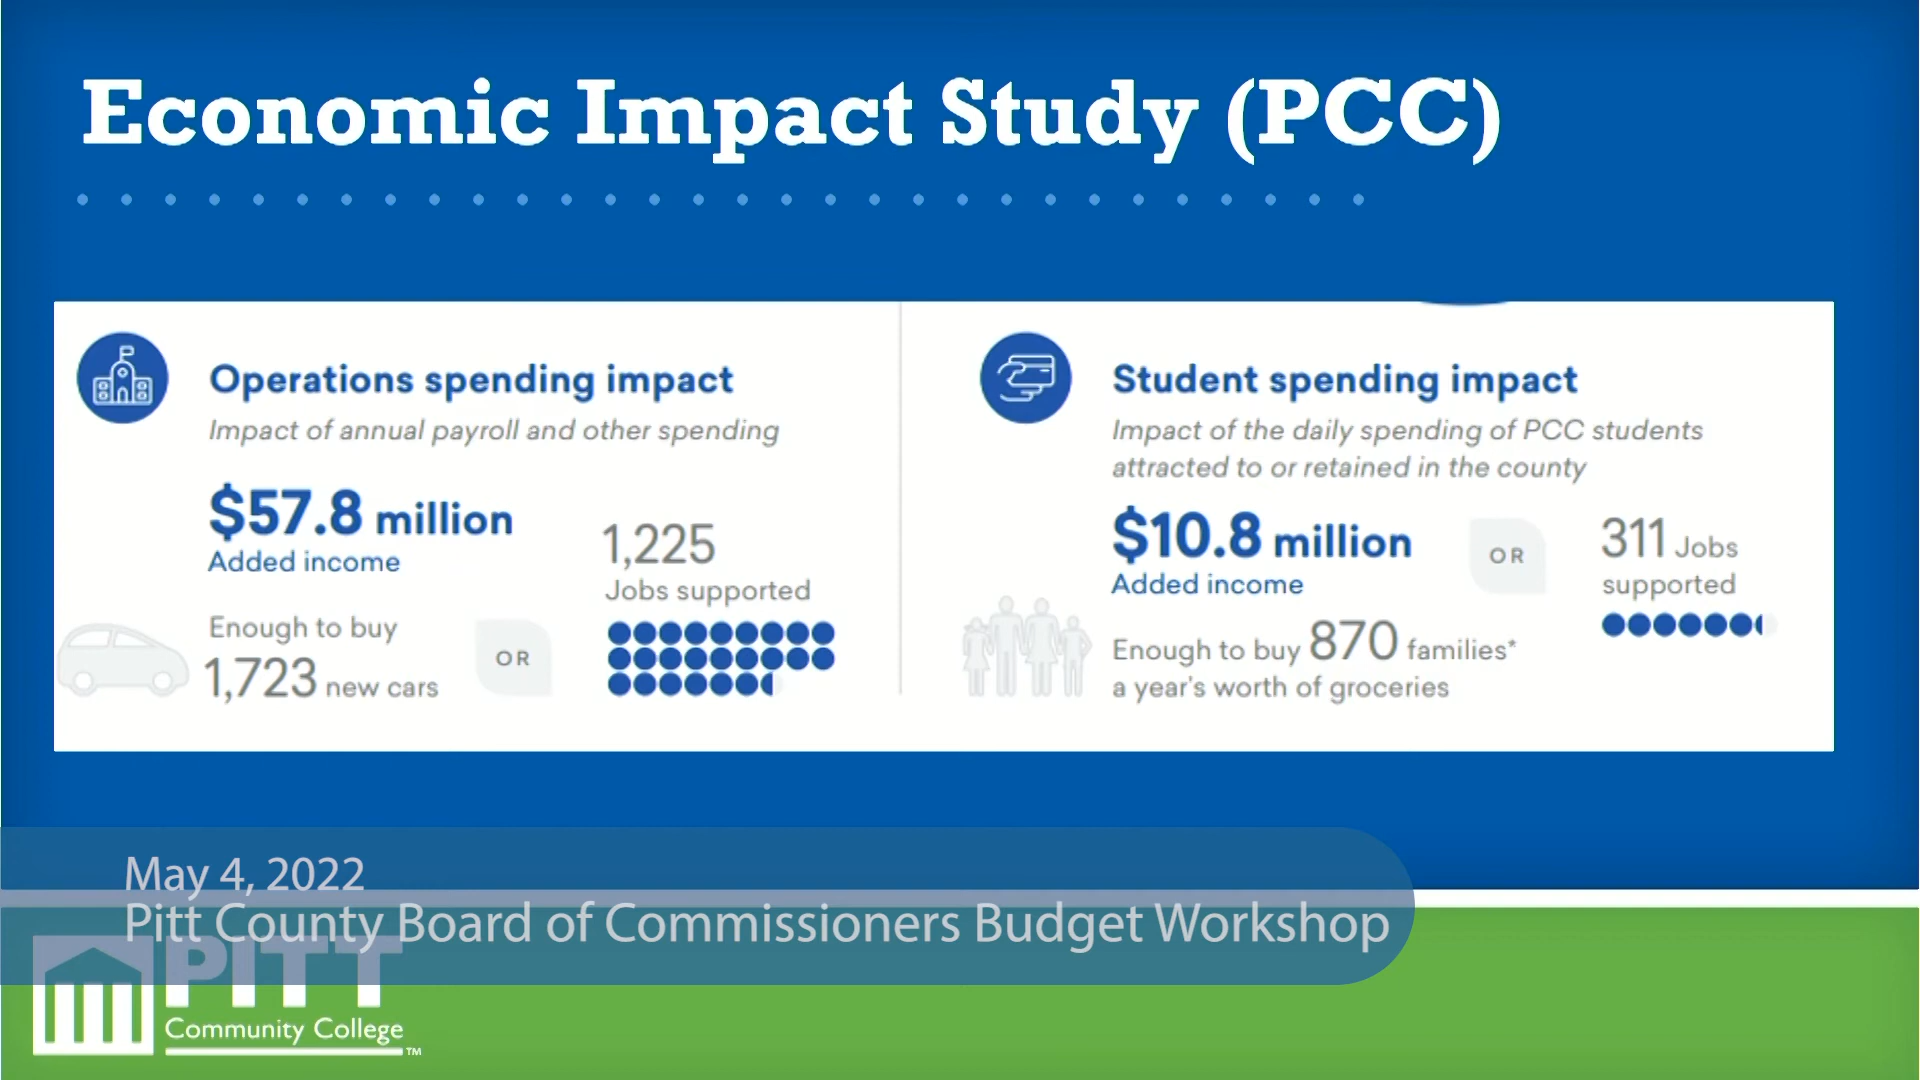 Economic Impact Study (PCC)
Operations spending impact
Impact of annual payroll and other spending
$57.8 million
Added income
1,225
Jobs supported
Enough to buy
1,723 new cars
OR
Student spending impact
Impact of the daily spending of PCC students
attracted to or retained in the county
$10.8 million
Added income
OR
311 Jobs
supported
Enough to buy 870 families*
a year's worth of groceries
May 4, 2022
Pitt County Board of Commissioners Budget Workshop
PITT
Community College
TM